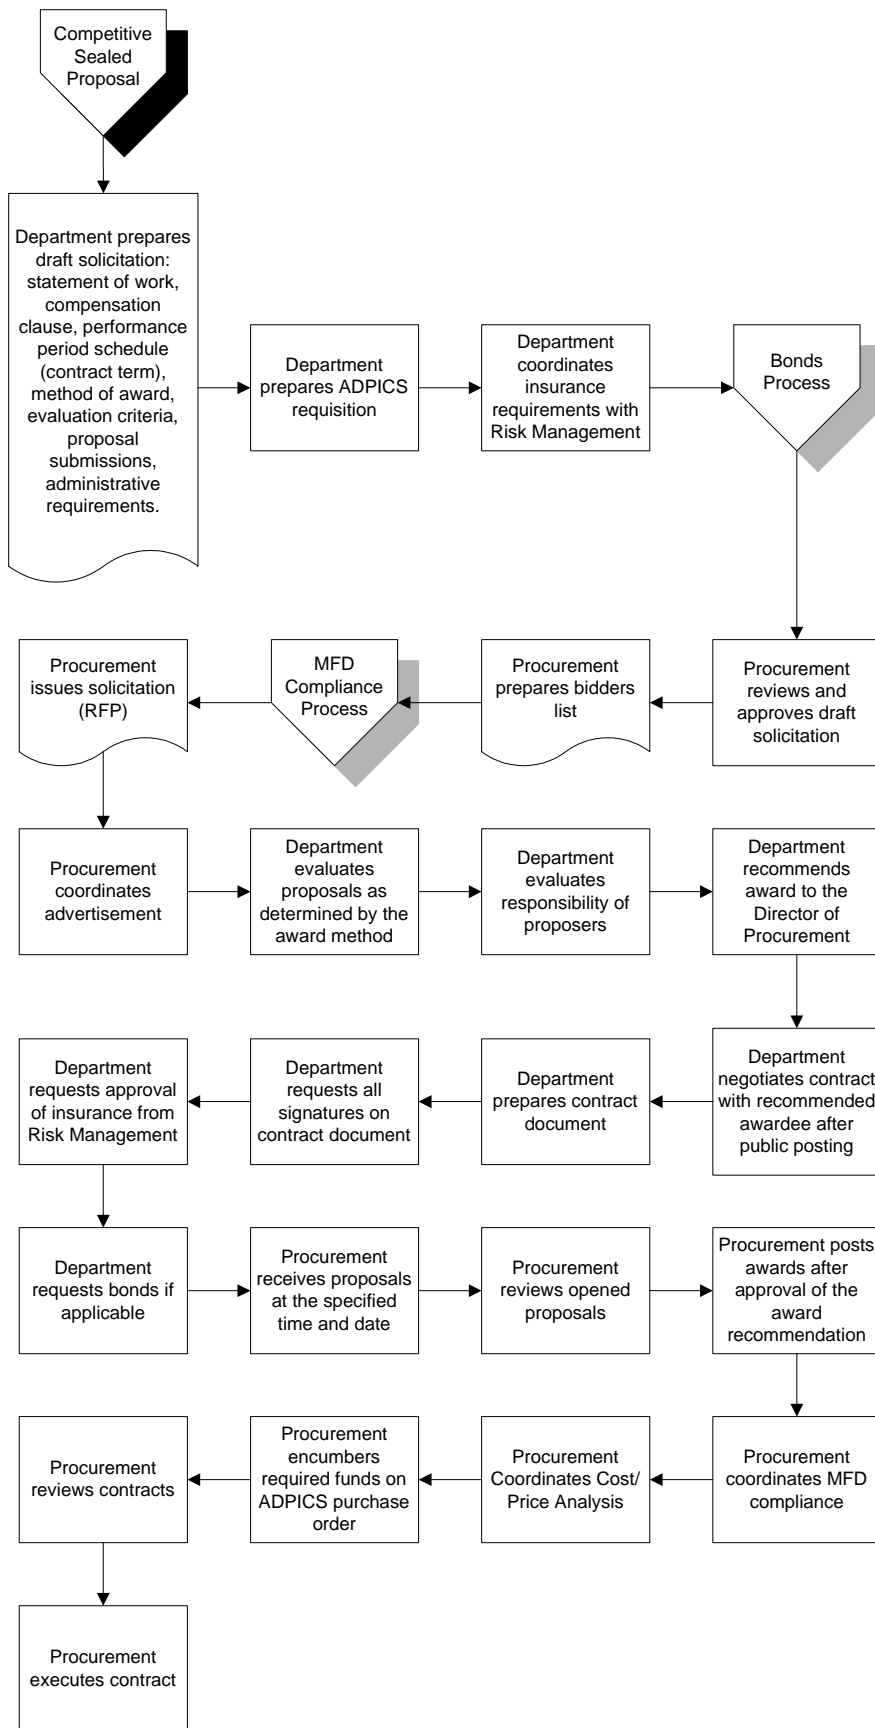 Competitive
Sealed
Proposal
Department prepares
draft solicitation:
statement of work,
compensation
clause, performance
period schedule
(contract term),
method of award,
evaluation criteria,
proposal
submissions,
administrative
requirements.
Department
prepares ADPICS
requisition
Department
coordinates
insurance
requirements with
Risk Management
Bonds
Process
Procurement
issues solicitation
(RFP)
MFD
Compliance
Process
Procurement
prepares bidders
list
Procurement
reviews and
approves draft
solicitation
Procurement
coordinates
advertisement
Department
evaluates
proposals as
determined by the
award method
Department
evaluates
responsibility of
proposers
Department
recommends
award to the
Director of
Procurement
Department
requests approval
of insurance from
Risk Management
Department
requests all
signatures on
contract document
Department
prepares contract
document
Department
negotiates contract
with recommended
awardee after
public posting
Department
requests bonds if
applicable
Procurement
receives proposals
at the specified
time and date
Procurement
reviews opened
proposals
Procurement posts
awards after
approval of the
award
recommendation
Procurement
reviews contracts
Procurement
encumbers
required funds on
ADPICS purchase
order
Procurement
Coordinates Cost/
Price Analysis
Procurement
coordinates MFD
compliance
Procurement
executes contract